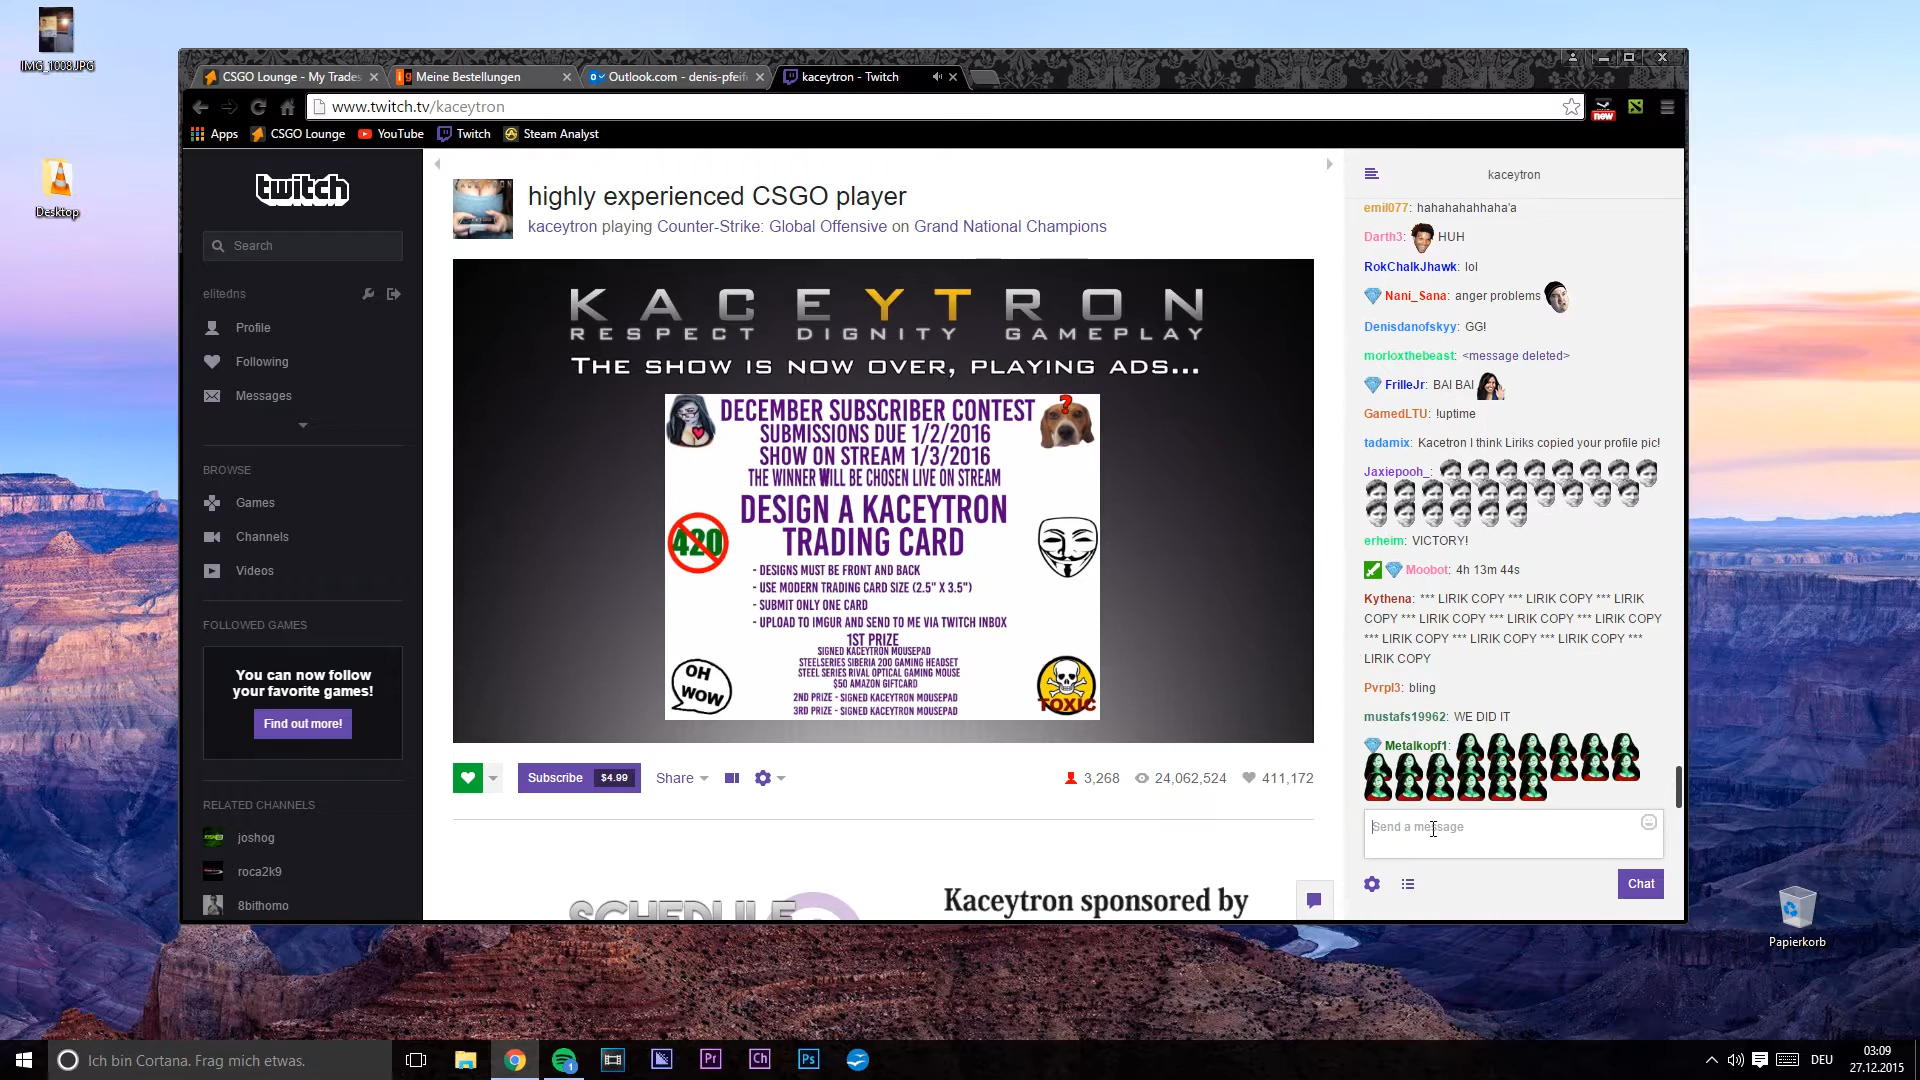 IMG_1008.JPG
Desktop
CSGO Lounge - My Trades
Meine Bestellungen
Outlook.com - denis-pfeif
kaceytron - Twitch
www.twitch.tv/kaceytron
new
Apps
CSGO Lounge
YouTube
Twitch
Steam Analyst
twitch
Search
elitedns
Profile
Following
Messages
BROWSE
Games
Channels
Videos
FOLLOWED GAMES
You can now follow
your favorite games!
Find out more!
RELATED CHANNELS
joshog
roca2k9
8bithomo
highly experienced CSGO player
kaceytron playing Counter-Strike: Global Offensive on Grand National Champions
KACEYTRON
RESPECT DIGNITY GAMEPLAY
THE SHOW IS NOW OVER, PLAYING ADS...
DECEMBER SUBSCRIBER CONTEST
SUBMISSIONS DUE 1/2/2016
SHOW ON STREAM 1/3/2016
THE WINNER WILL BE CHOSEN LIVE ON STREAM
DESIGN A KACEYTRON
TRADING CARD
420
- DESIGNS MUST BE FRONT AND BACK
- USE MODERN TRADING CARD SIZE (2.5" X 3.5")
- SUBMIT ONLY ONE CARD
- UPLOAD TO IMGUR AND SEND TO ME VIA TWITCH INBOX
1ST PRIZE
SIGNED KACEYTRON MOUSEPAD
STEELSERIES SIBERIA 200 GAMING HEADSET
STEEL SERIES RIVAL OPTICAL GAMING MOUSE
$50 AMAZON GIFTCARD
2ND PRIZE - SIGNED KACEYTRON MOUSEPAD
3RD PRIZE - SIGNED KACEYTRON MOUSEPAD
OH
WOW
TOXIC
Subscribe $4.99
Share
3,268
24,062,524
411,172
SCHEDULE
Kaceytron sponsored by
kaceytron
emil077: hahahahahhaha'a
Darth3: HUH
RokChalkJhawk: lol
Nani_Sana: anger problems
Denisdanofskyy: GG!
morloxthebeast: <message deleted>
FrilleJr: BAI BAI
GamedLTU: !uptime
tadamix: Kacetron I think Liriks copied your profile pic!
Jaxiepooh_:
erheim: VICTORY!
Moobot: 4h 13m 44s
Kythena: *** LIRIK COPY *** LIRIK COPY *** LIRIK
COPY *** LIRIK COPY *** LIRIK COPY *** LIRIK COPY
*** LIRIK COPY *** LIRIK COPY *** LIRIK COPY ***
LIRIK COPY
Pvrpl3: bling
mustafs19962: WE DID IT
Metalkopf1:
Send a message
Chat
Papierkorb
Ich bin Cortana. Frag mich etwas.
1
Pr
Ch
Ps
DEU
03:09
27.12.2015